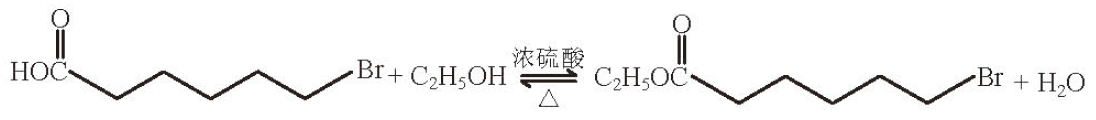 O O
HOC Br + C₂H₅OH 浓硫酸 △ C₂H₅OC Br + H₂O